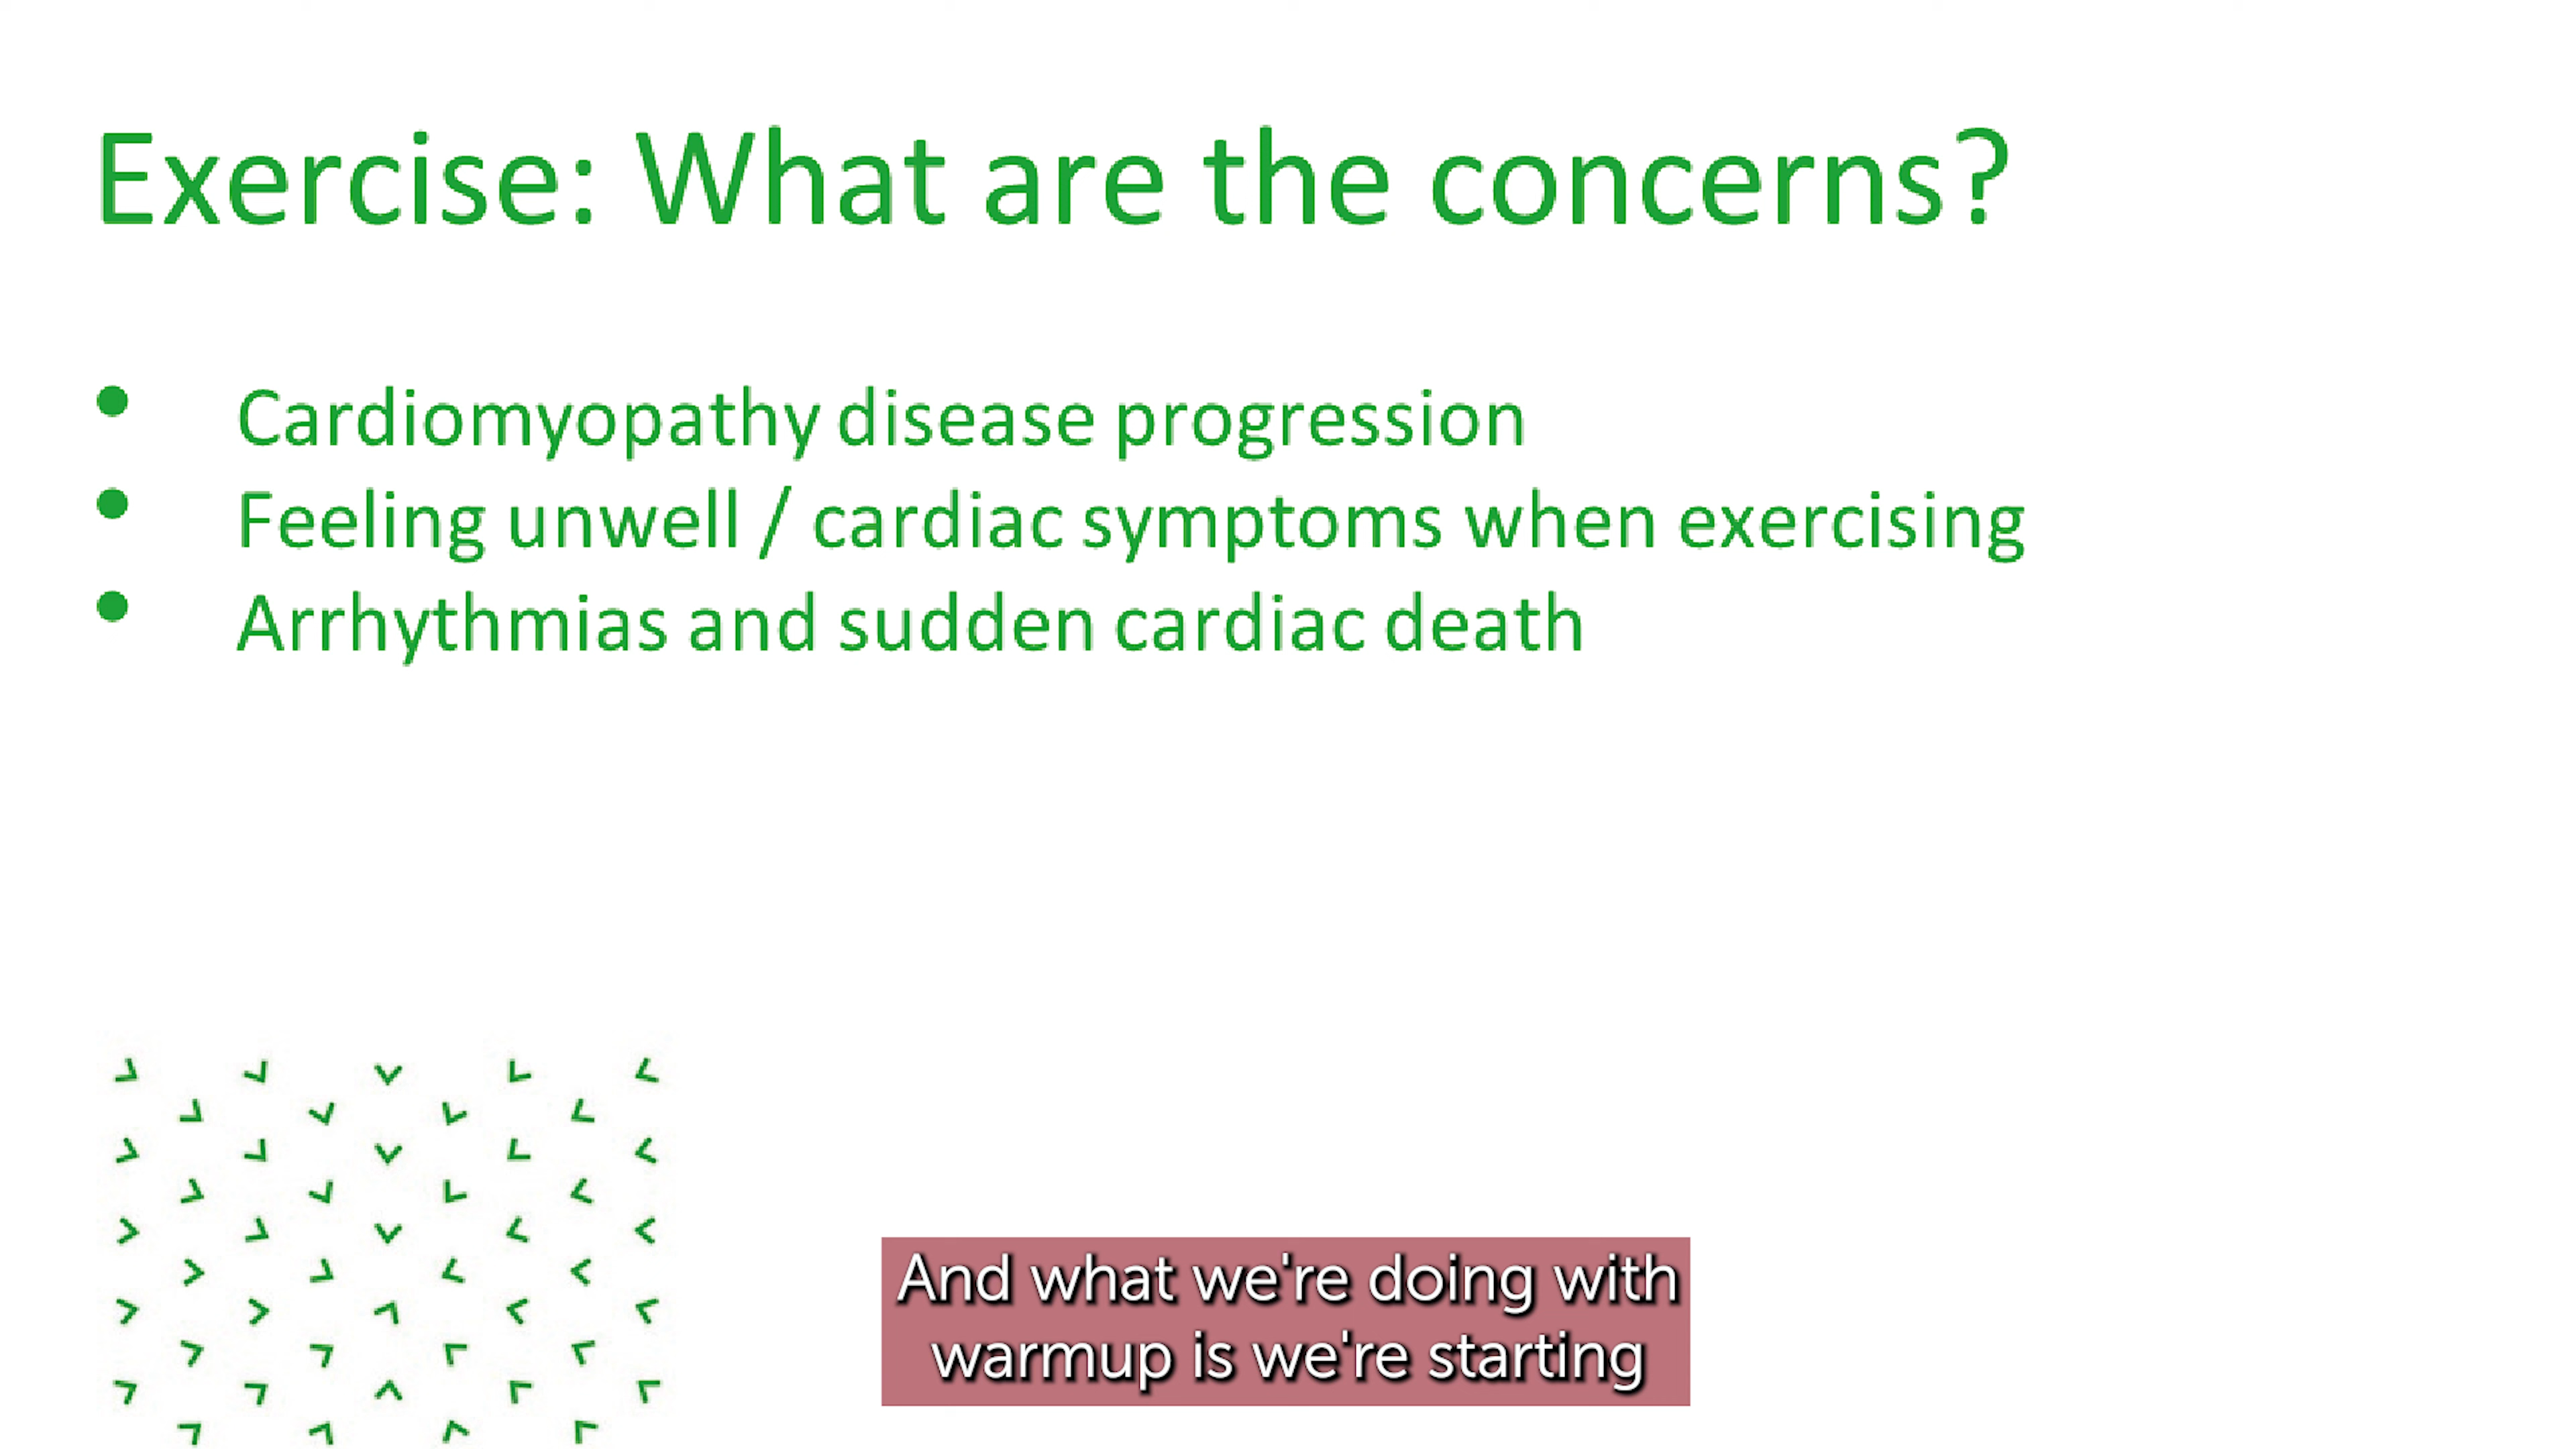 Exercise: What are the concerns?
• Cardiomyopathy disease progression
• Feeling unwell / cardiac symptoms when exercising
• Arrhythmias and sudden cardiac death
And what we're doing with
warmup is we're starting